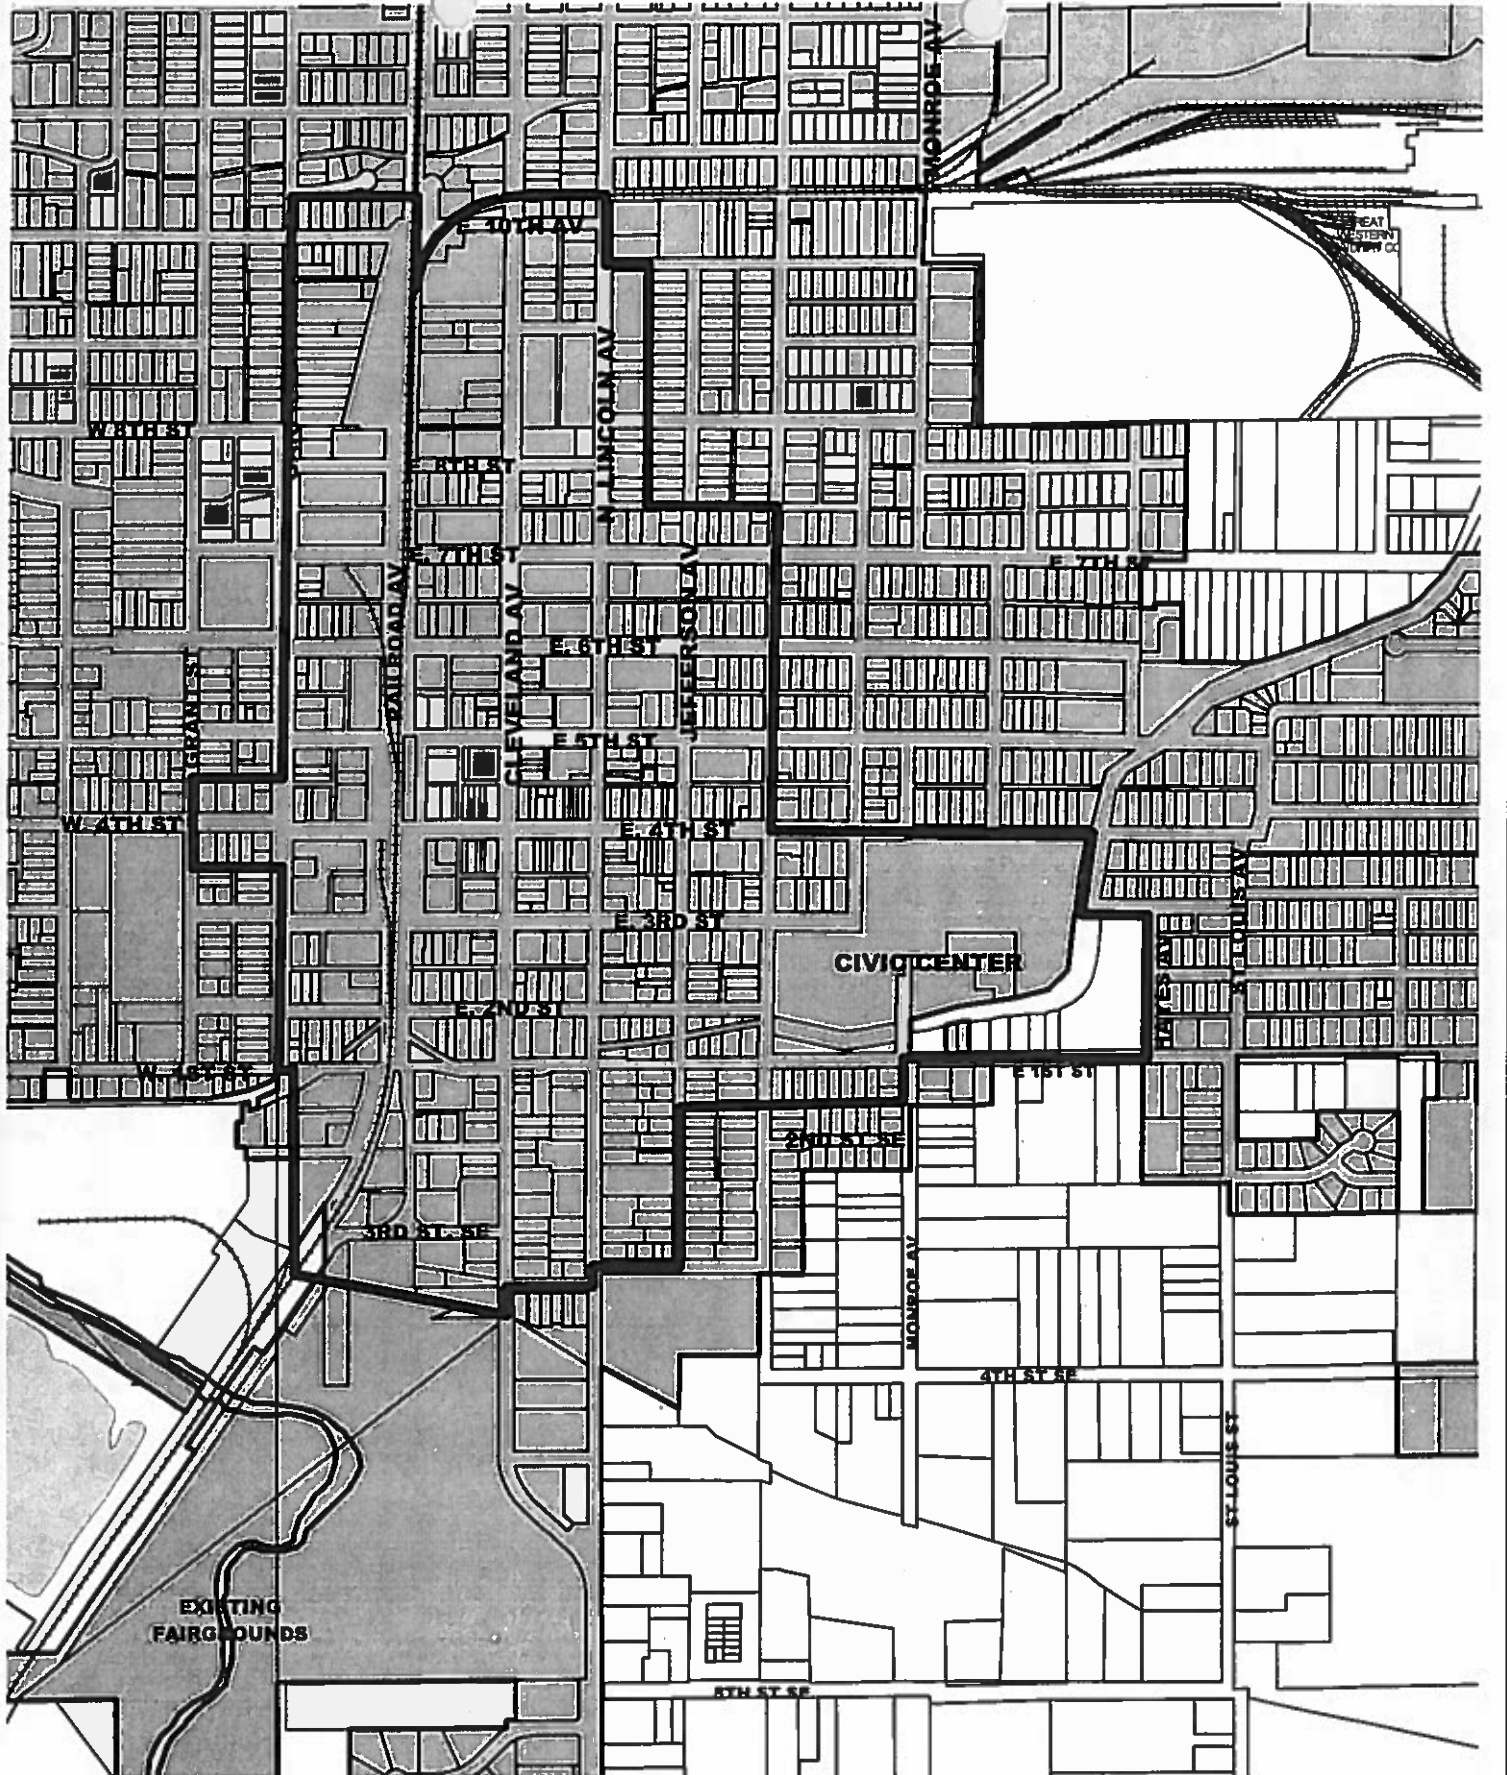 MONROE AV
E. 10TH AV
GREAT
WESTERN
N LINCOLN AV
W 8TH ST
E. 8TH ST
E. 7TH ST
E. 7TH ST
RAILROAD AV
CLEVELAND AV
JEFFERSON AV
E. 6TH ST
GRANT
E 5TH ST
W. 4TH ST
E. 4TH ST
E. 3RD ST
ST LOUIS AV
CIVIC CENTER
HAYES AV
E. 2ND ST
W. 1ST ST
E 1ST ST
2ND ST SE
3RD ST. SE
MONROE AV
4TH ST SE
ST LOUIS ST
EXISTING
FAIRGROUNDS
8TH ST SE